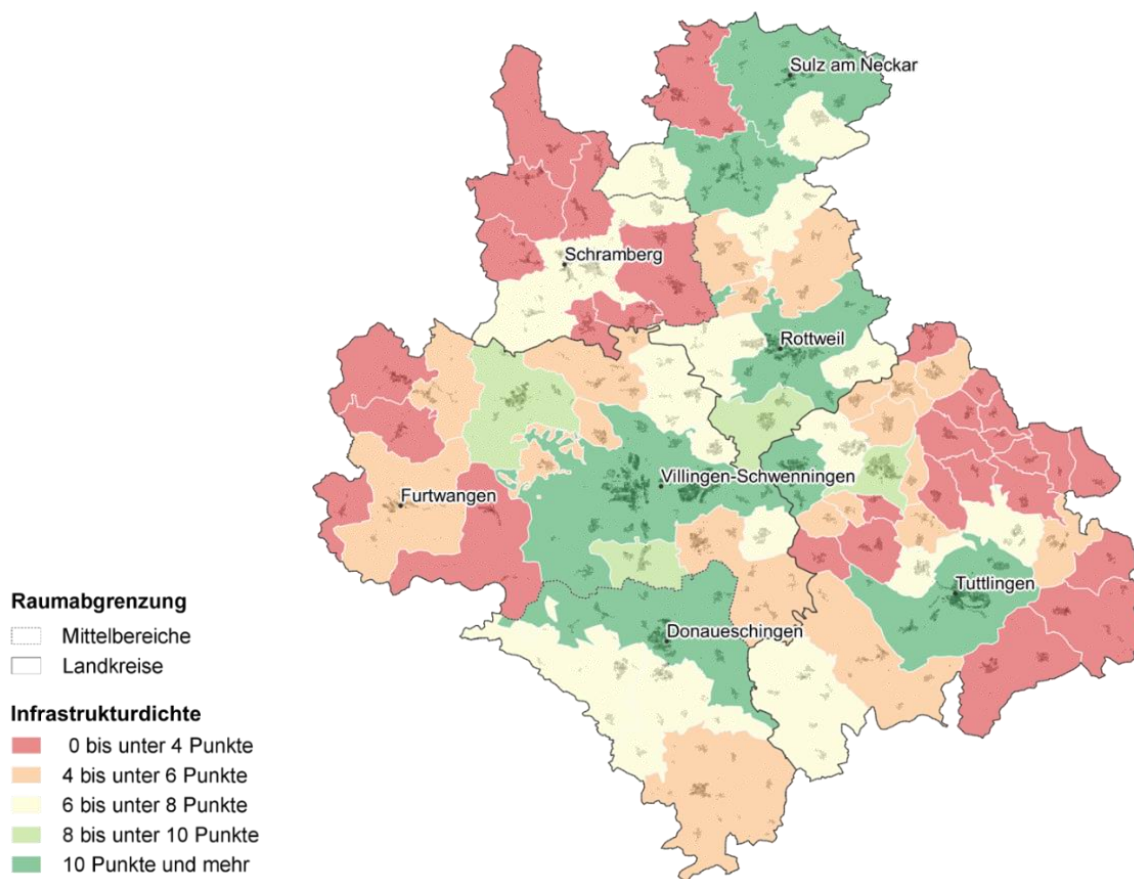 Sulz am Neckar
Schramberg
Rottweil
Villingen-Schwenningen
Furtwangen
Tuttlingen
Donaueschingen
Raumabgrenzung
Mittelbereiche
Landkreise
Infrastrukturdichte
0 bis unter 4 Punkte
4 bis unter 6 Punkte
6 bis unter 8 Punkte
8 bis unter 10 Punkte
10 Punkte und mehr